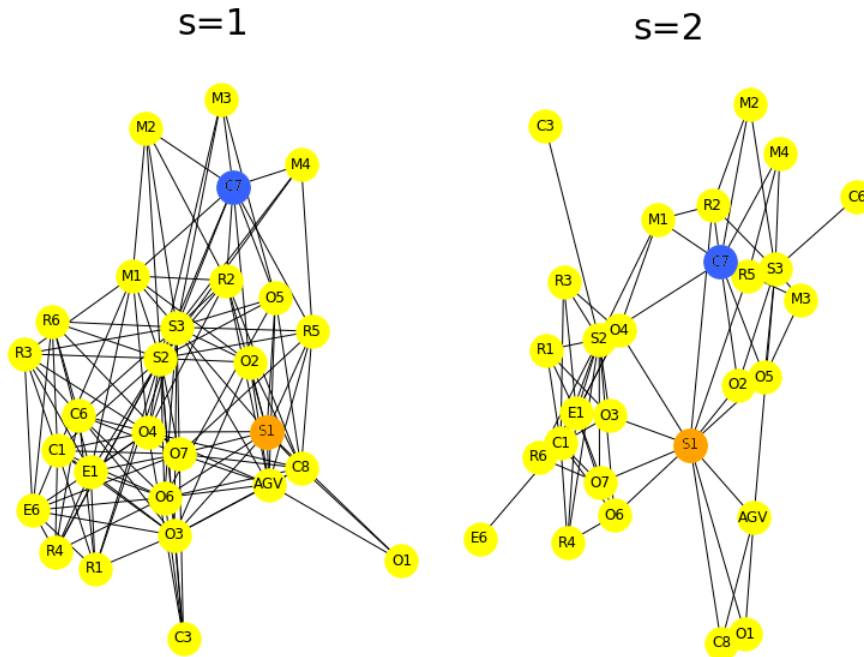 s=1
s=2
M3
M2
M4
C7
M1
R2
O5
R6
S3
R5
R3
S2
O2
C6
O4
S1
C1
O7
E1
C8
AGV
O6
E6
O3
R4
R1
O1
C3
M2
C3
M4
C6
R2
M1
C7
S3
R5
R3
M3
O4
S2
R1
O5
O2
E1
O3
C1
S1
R6
O7
O6
AGV
E6
R4
O1
C8